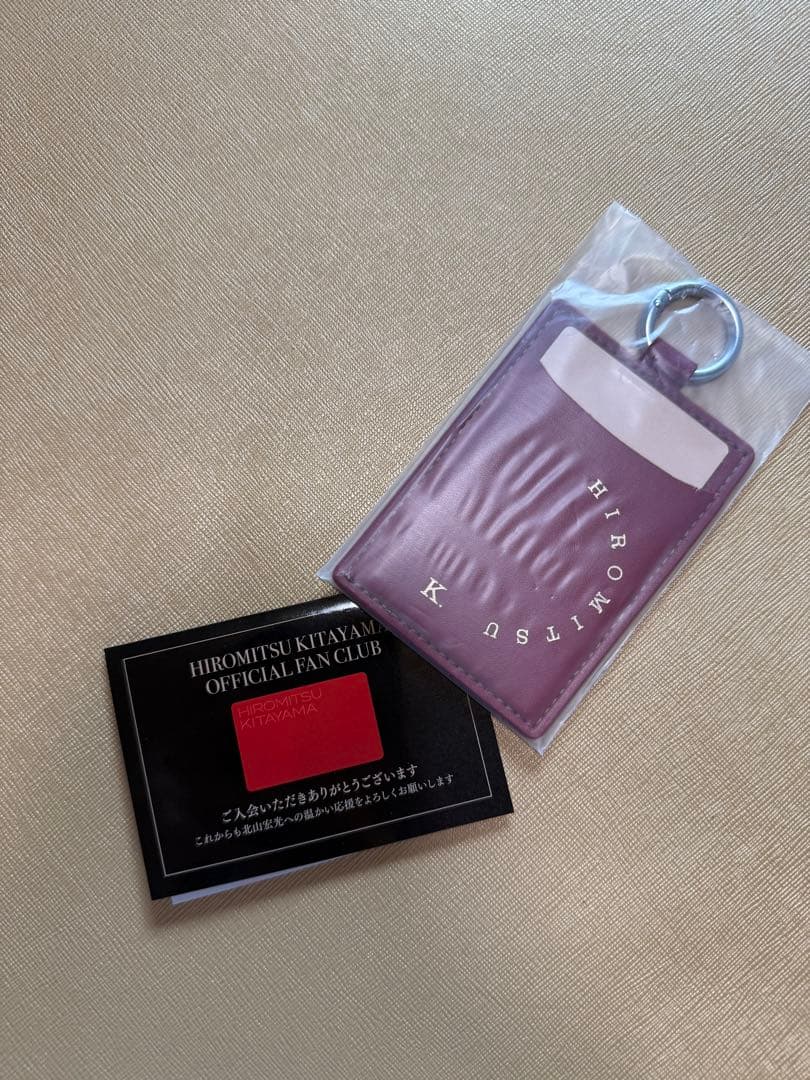 HIROMITSU
K.
HIROMITSU KITAYAMA
OFFICIAL FAN CLUB
HIROMITSU
KITAYAMA
ご入会いただきありがとうございます
これからも北山宏光への温かい応援をよろしくお願いします